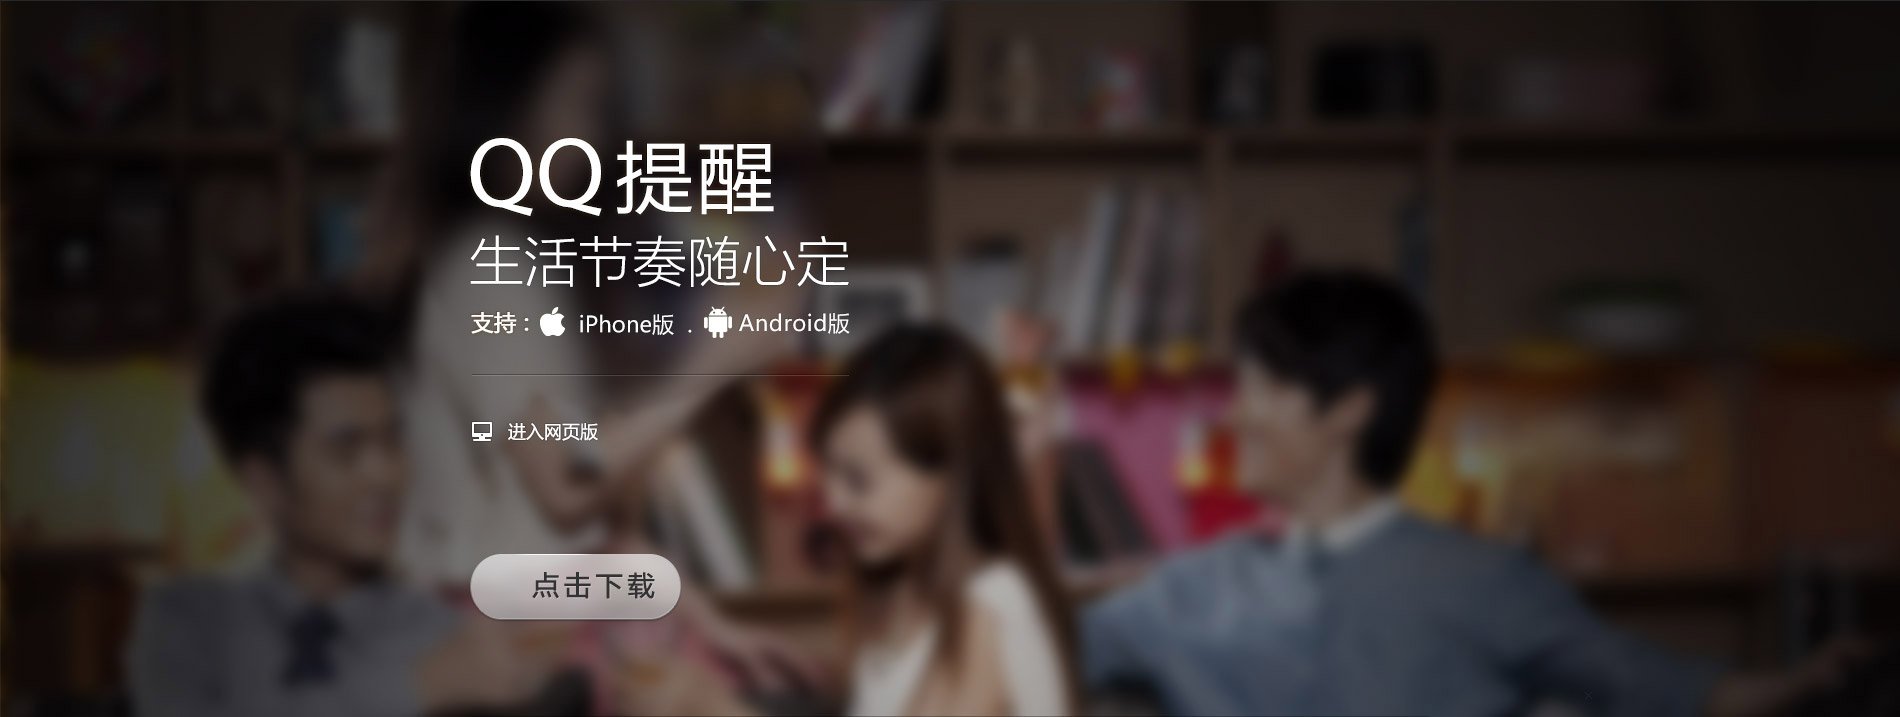 QQ提醒
生活节奏随心定
支持： iPhone版 . Android版
进入网页版
点击下载